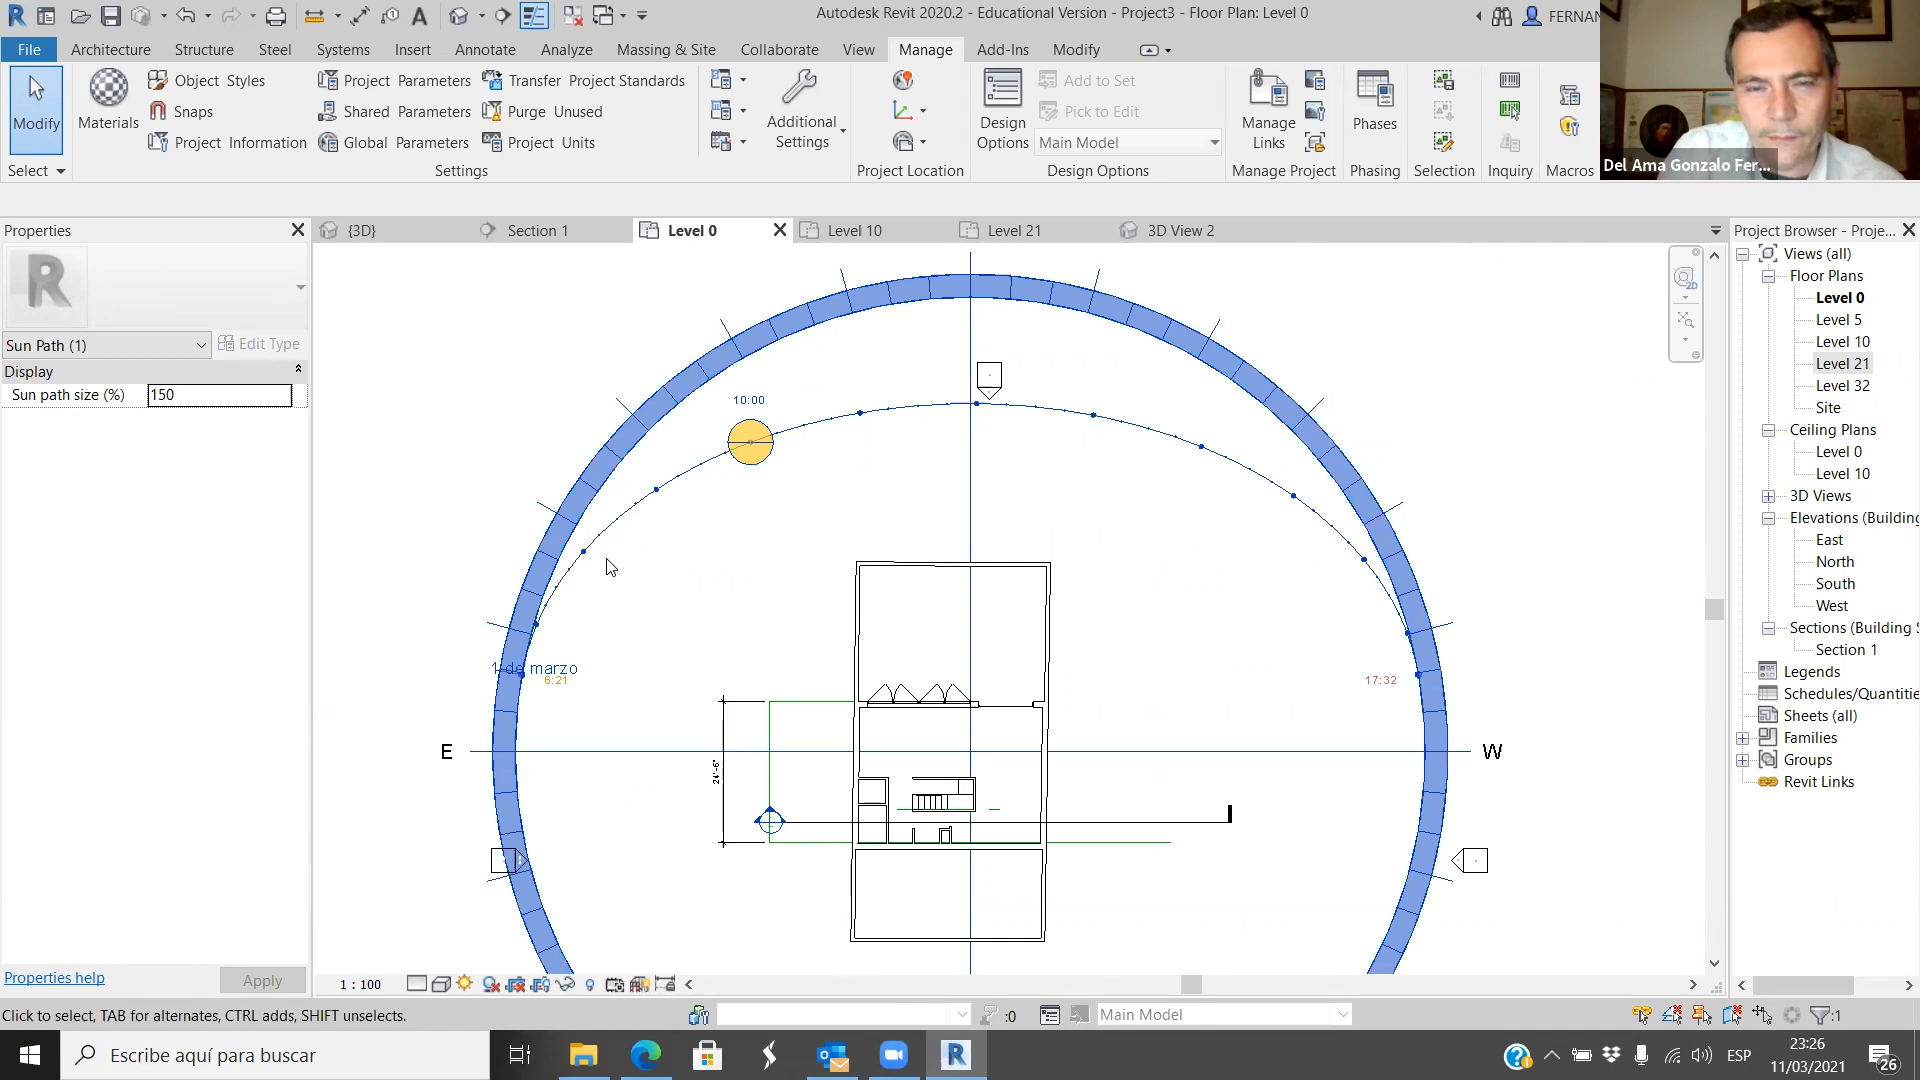 Autodesk Revit 2020.2 - Educational Version - Project3 - Floor Plan: Level 0
FERNAN
File
Architecture
Structure
Steel
Systems
Insert
Annotate
Analyze
Massing & Site
Collaborate
View
Manage
Add-Ins
Modify
Modify
Materials
Object Styles
Snaps
Project Information
Project Parameters
Shared Parameters
Global Parameters
Transfer Project Standards
Purge Unused
Project Units
Additional
Settings
Design
Options
Add to Set
Pick to Edit
Main Model
Manage
Links
Phases
Select
Settings
Project Location
Design Options
Manage Project
Phasing
Selection
Inquiry
Macros
Del Ama Gonzalo Fer...
Properties
R
Sun Path (1)
Edit Type
Display
Sun path size (%)
150
Properties help
Apply
{3D}
Section 1
Level 0
Level 10
Level 21
3D View 2
2D
10:00
1 de marzo
6:21
17:32
E
W
24'-6"
1 : 100
Project Browser - Proje...
Views (all)
Floor Plans
Level 0
Level 5
Level 10
Level 21
Level 32
Site
Ceiling Plans
Level 0
Level 10
3D Views
Elevations (Building
East
North
South
West
Sections (Building S
Section 1
Legends
Schedules/Quantitie
Sheets (all)
Families
Groups
Revit Links
Click to select, TAB for alternates, CTRL adds, SHIFT unselects.
:0
Main Model
:1
Escribe aquí para buscar
ESP
23:26
11/03/2021
26